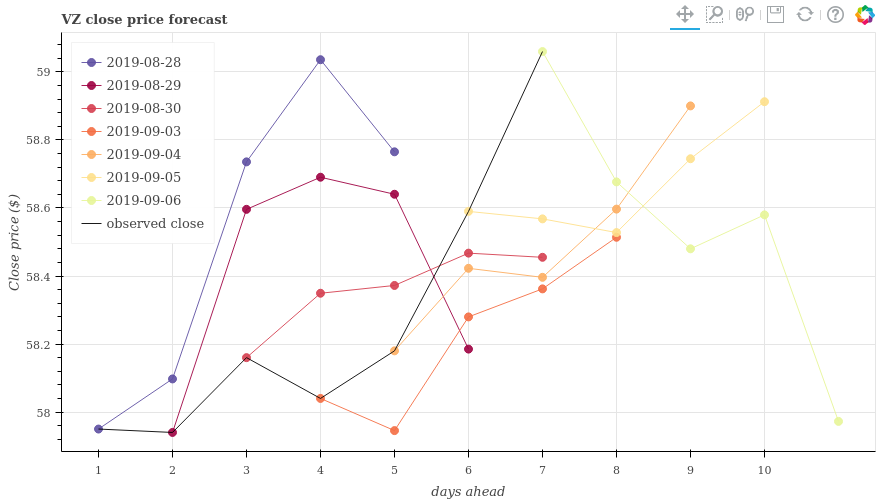 VZ close price forecast
2019-08-28
2019-08-29
2019-08-30
2019-09-03
2019-09-04
2019-09-05
2019-09-06
observed close
Close price ($)
59
58.8
58.6
58.4
58.2
58
1 2 3 4 5 6 7 8 9 10
days ahead